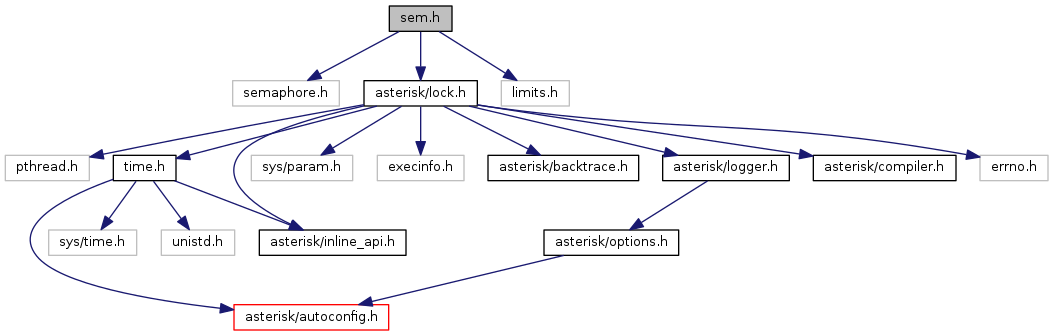 sem.h
semaphore.h
asterisk/lock.h
limits.h
pthread.h
time.h
sys/param.h
execinfo.h
asterisk/backtrace.h
asterisk/logger.h
asterisk/compiler.h
errno.h
sys/time.h
unistd.h
asterisk/inline_api.h
asterisk/options.h
asterisk/autoconfig.h